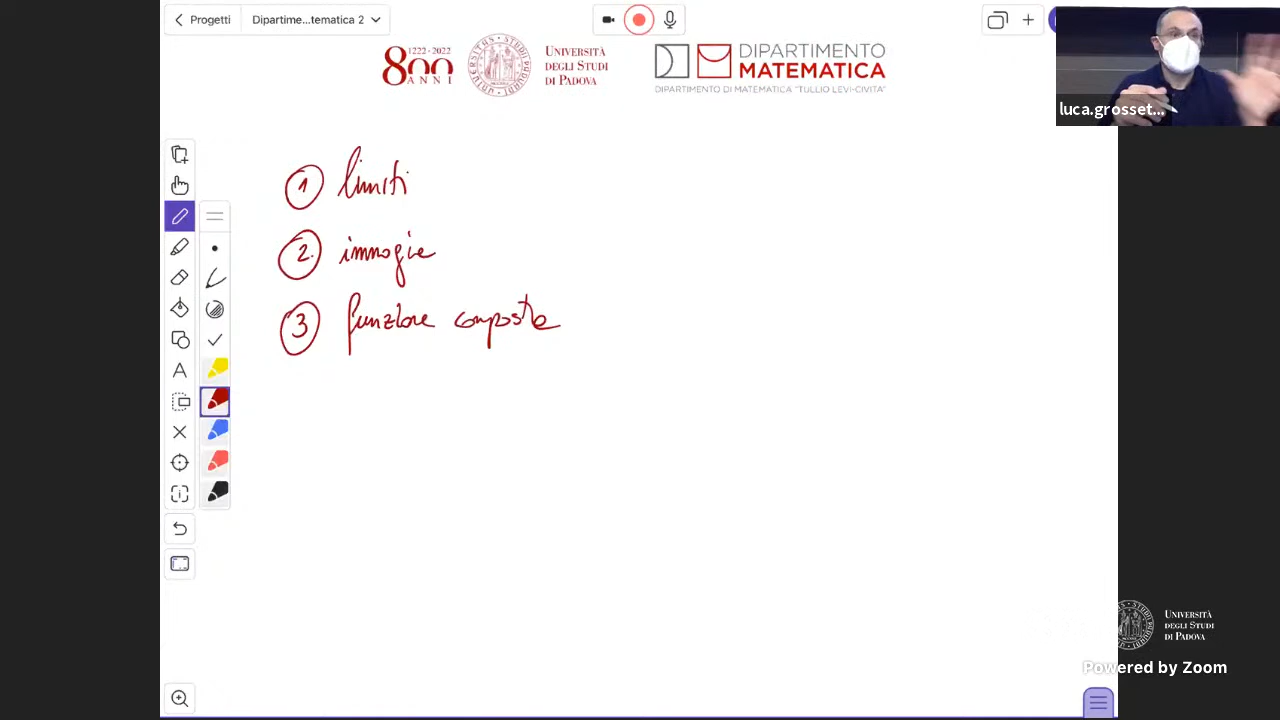 Progetti
Dipartime...tematica 2
1222·2022
800
ANNI
UNIVERSITÀ
DEGLI STUDI
DI PADOVA
DIPARTIMENTO
MATEMATICA
DIPARTIMENTO DI MATEMATICA "TULLIO LEVI-CIVITA"
luca.grosset...
1 limiti
2. immagie
3 funzione composta
A
UNIVERSITÀ
DEGLI STUDI
DI PADOVA
Powered by Zoom